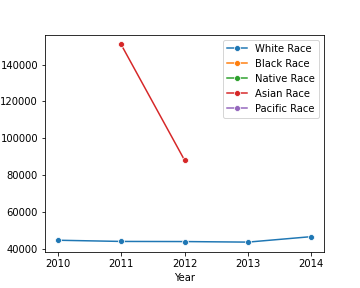 White Race
Black Race
Native Race
Asian Race
Pacific Race
140000
120000
100000
80000
60000
40000
2010 2011 2012 2013 2014
Year